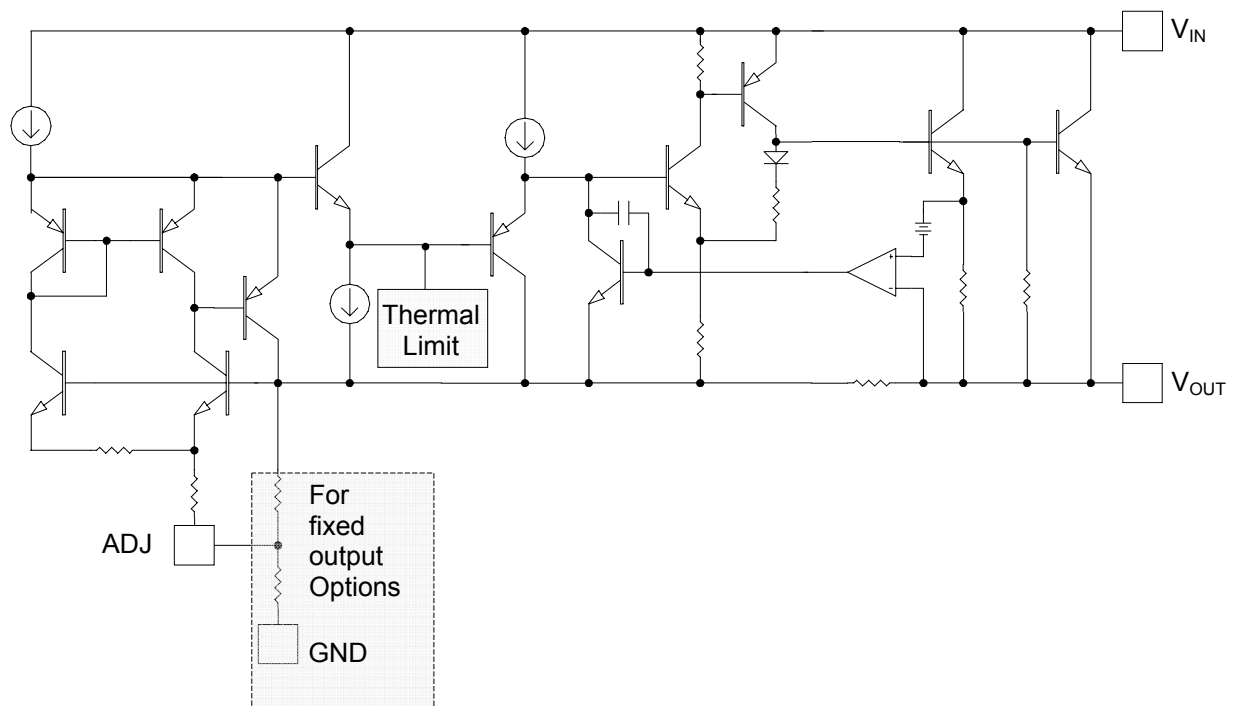 V_IN
Thermal
Limit
V_OUT
For
fixed
output
Options
ADJ
GND